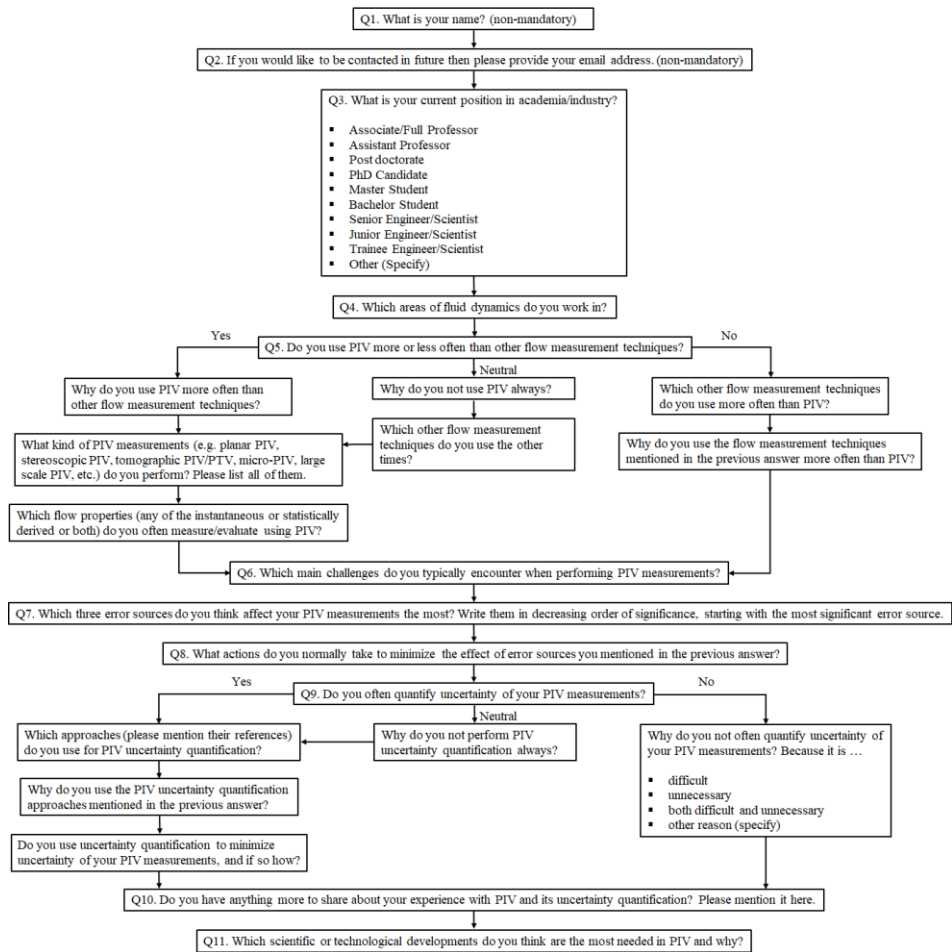 Q1. What is your name? (non-mandatory)
Q2. If you would like to be contacted in future then please provide your email address. (non-mandatory)
Q3. What is your current position in academia/industry?
▪ Associate/Full Professor
▪ Assistant Professor
▪ Post doctorate
▪ PhD Candidate
▪ Master Student
▪ Bachelor Student
▪ Senior Engineer/Scientist
▪ Junior Engineer/Scientist
▪ Trainee Engineer/Scientist
▪ Other (Specify)
Q4. Which areas of fluid dynamics do you work in?
Yes
No
Q5. Do you use PIV more or less often than other flow measurement techniques?
Neutral
Why do you use PIV more often than
other flow measurement techniques?
Why do you not use PIV always?
Which other flow measurement techniques
do you use more often than PIV?
What kind of PIV measurements (e.g. planar PIV,
stereoscopic PIV, tomographic PIV/PTV, micro-PIV, large
scale PIV, etc.) do you perform? Please list all of them.
Which other flow measurement
techniques do you use the other
times?
Why do you use the flow measurement techniques
mentioned in the previous answer more often than PIV?
Which flow properties (any of the instantaneous or statistically
derived or both) do you often measure/evaluate using PIV?
Q6. Which main challenges do you typically encounter when performing PIV measurements?
Q7. Which three error sources do you think affect your PIV measurements the most? Write them in decreasing order of significance, starting with the most significant error source.
Q8. What actions do you normally take to minimize the effect of error sources you mentioned in the previous answer?
Yes
No
Q9. Do you often quantify uncertainty of your PIV measurements?
Neutral
Which approaches (please mention their references)
do you use for PIV uncertainty quantification?
Why do you not perform PIV
uncertainty quantification always?
Why do you not often quantify uncertainty of
your PIV measurements? Because it is …
▪ difficult
▪ unnecessary
▪ both difficult and unnecessary
▪ other reason (specify)
Why do you use the PIV uncertainty quantification
approaches mentioned in the previous answer?
Do you use uncertainty quantification to minimize
uncertainty of your PIV measurements, and if so how?
Q10. Do you have anything more to share about your experience with PIV and its uncertainty quantification? Please mention it here.
Q11. Which scientific or technological developments do you think are the most needed in PIV and why?